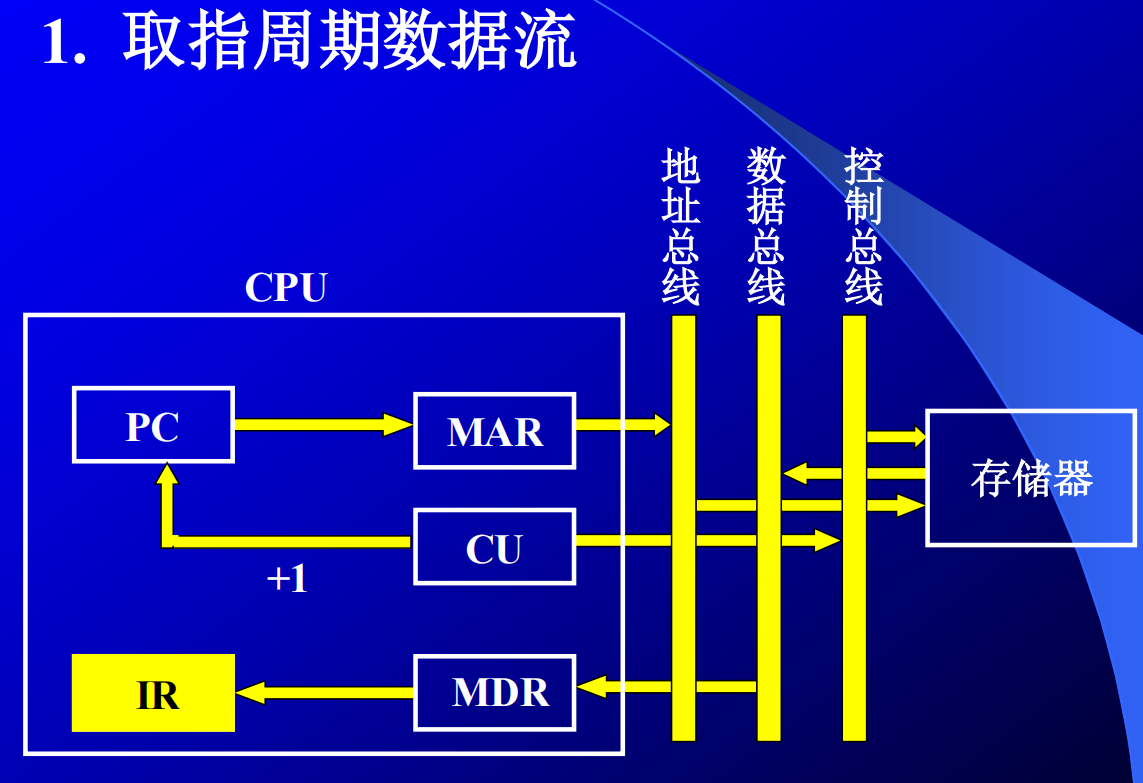 1. 取指周期数据流
地址总线
数据总线
控制总线
CPU
PC
MAR
存储器
CU
+1
IR
MDR